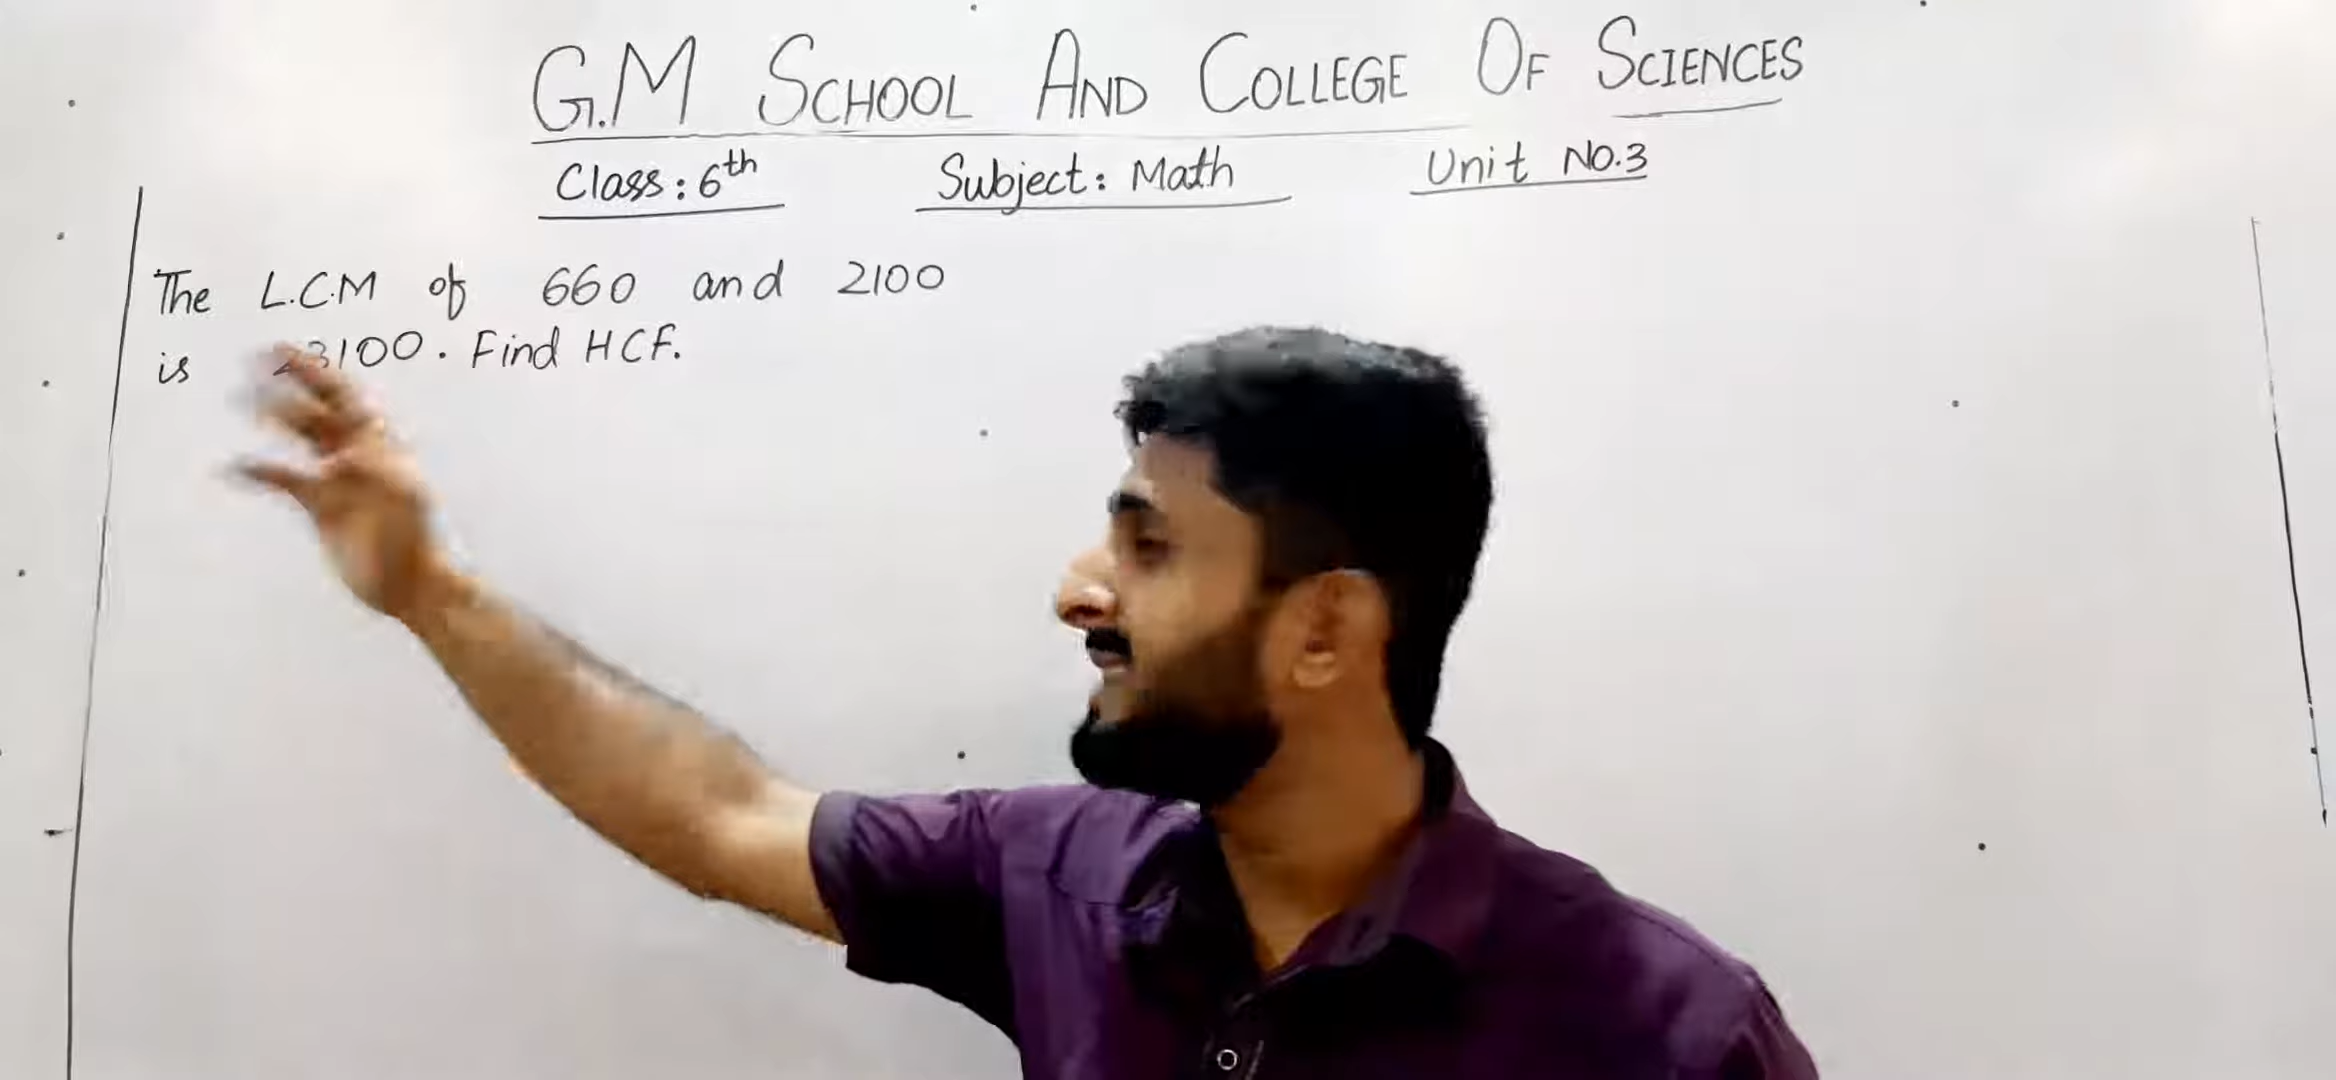 G.M SCHOOL AND COLLEGE OF SCIENCES
Class: 6th Subject: Math Unit No.3
The L.C.M of 660 and 2100
is 23100. Find HCF.